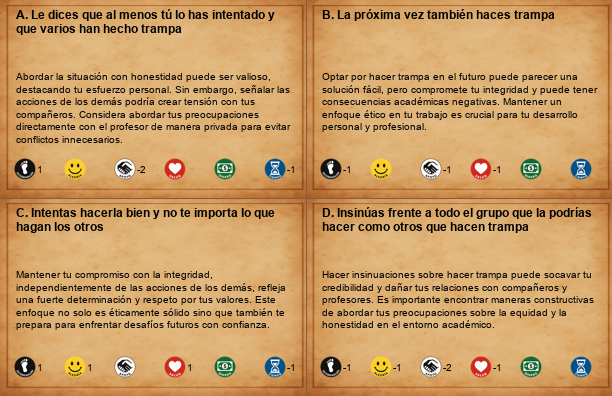 A. Le dices que al menos tú lo has intentado y
que varios han hecho trampa
Abordar la situación con honestidad puede ser valioso,
destacando tu esfuerzo personal. Sin embargo, señalar las
acciones de los demás podría crear tensión con tus
compañeros. Considera abordar tus preocupaciones
directamente con el profesor de manera privada para evitar
conflictos innecesarios.
1 -2 -1
B. La próxima vez también haces trampa
Optar por hacer trampa en el futuro puede parecer una
solución fácil, pero compromete tu integridad y puede tener
consecuencias académicas negativas. Mantener un
enfoque ético en tu trabajo es crucial para tu desarrollo
personal y profesional.
-1 -1 -1
C. Intentas hacerla bien y no te importa lo que
hagan los otros
Mantener tu compromiso con la integridad,
independientemente de las acciones de los demás, refleja
una fuerte determinación y respeto por tus valores. Este
enfoque no solo es éticamente sólido sino que también te
prepara para enfrentar desafíos futuros con confianza.
1 1 1 -1
D. Insinúas frente a todo el grupo que la podrías
hacer como otros que hacen trampa
Hacer insinuaciones sobre hacer trampa puede socavar tu
credibilidad y dañar tus relaciones con compañeros y
profesores. Es importante encontrar maneras constructivas
de abordar tus preocupaciones sobre la equidad y la
honestidad en el entorno académico.
-1 -1 -2 -1